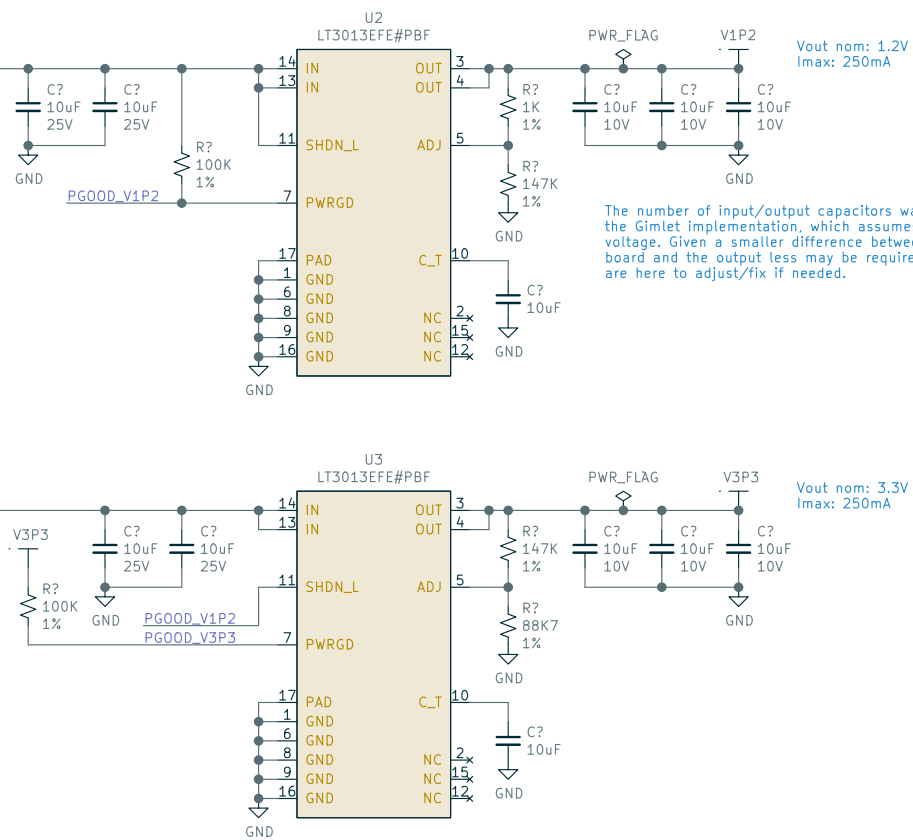 U2
LT3013EFE#PBF
PWR_FLAG
V1P2
Vout nom: 1.2V
Imax: 250mA
14 IN
13 IN
11 SHDN_L
7 PWRGD
17 PAD
1 GND
6 GND
8 GND
9 GND
16 GND
OUT 3
OUT 4
ADJ 5
C_T 10
NC 2
NC 15
NC 12
C?
10uF
25V
C?
10uF
25V
GND
R?
100K
1%
PGOOD_V1P2
GND
R?
1K
1%
R?
147K
1%
GND
C?
10uF
GND
C?
10uF
10V
C?
10uF
10V
C?
10uF
10V
GND
The number of input/output capacitors
the Gimlet implementation, which
voltage. Given a smaller difference
board and the output less may be
are here to adjust/fix if needed.
U3
LT3013EFE#PBF
PWR_FLAG
V3P3
Vout nom: 3.3V
Imax: 250mA
14 IN
13 IN
11 SHDN_L
7 PWRGD
17 PAD
1 GND
6 GND
8 GND
9 GND
16 GND
OUT 3
OUT 4
ADJ 5
C_T 10
NC 2
NC 15
NC 12
V3P3
R?
100K
1%
C?
10uF
25V
C?
10uF
25V
GND
PGOOD_V1P2
PGOOD_V3P3
GND
R?
147K
1%
R?
88K7
1%
GND
C?
10uF
GND
C?
10uF
10V
C?
10uF
10V
C?
10uF
10V
GND